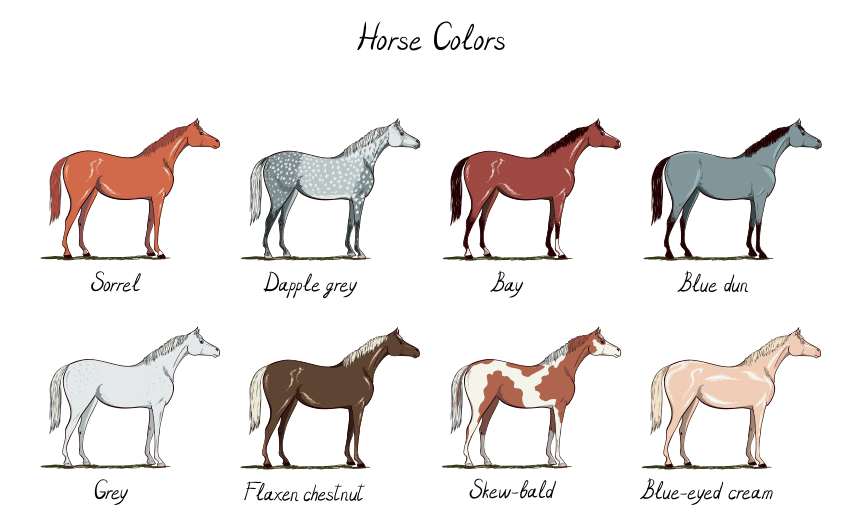 Horse Colors
Sorrel
Dapple grey
Bay
Blue dun
Grey
Flaxen chestnut
Skew-bald
Blue-eyed cream